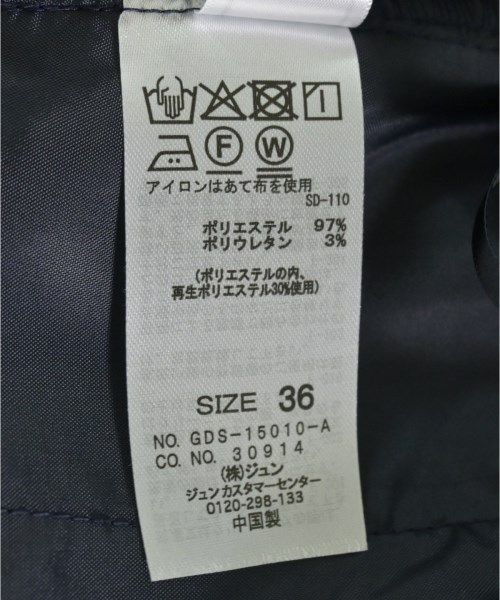 F W
アイロンはあて布を使用
SD-110
ポリエステル 97%
ポリウレタン 3%
(ポリエステルの内、
再生ポリエステル30%使用)
SIZE 36
NO. GDS-15010-A
CO. NO. 30914
(株)ジュン
ジュンカスタマーセンター
0120-298-133
中国製